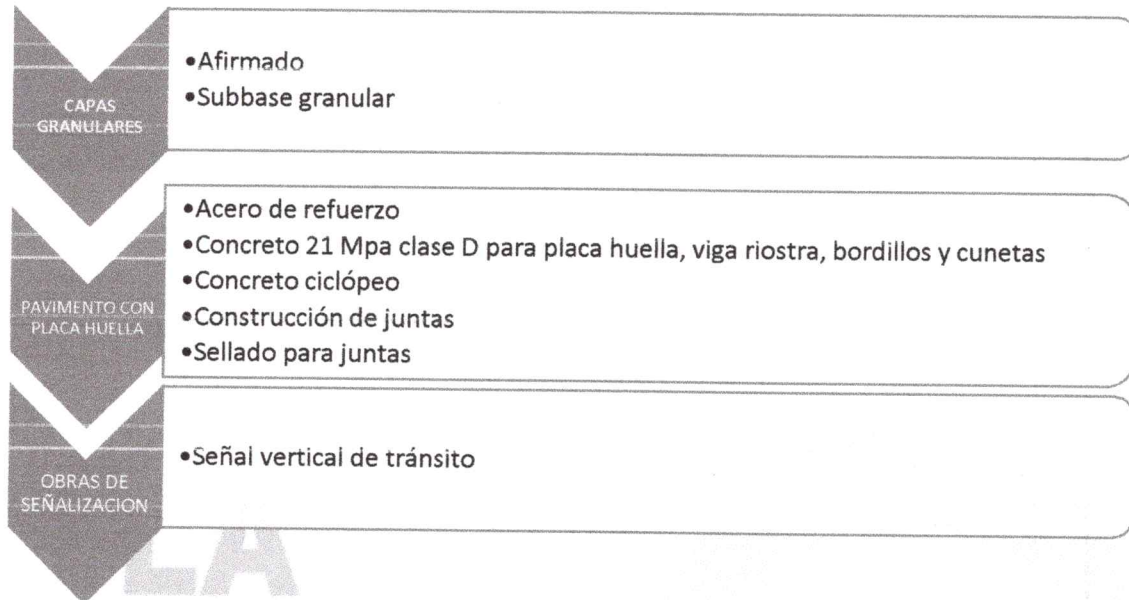 CAPAS
GRANULARES
•Afirmado
•Subbase granular
PAVIMENTO CON
PLACA HUELLA
•Acero de refuerzo
•Concreto 21 Mpa clase D para placa huella, viga riostra, bordillos y cunetas
•Concreto ciclópeo
•Construcción de juntas
•Sellado para juntas
OBRAS DE
SEÑALIZACION
•Señal vertical de tránsito
LA